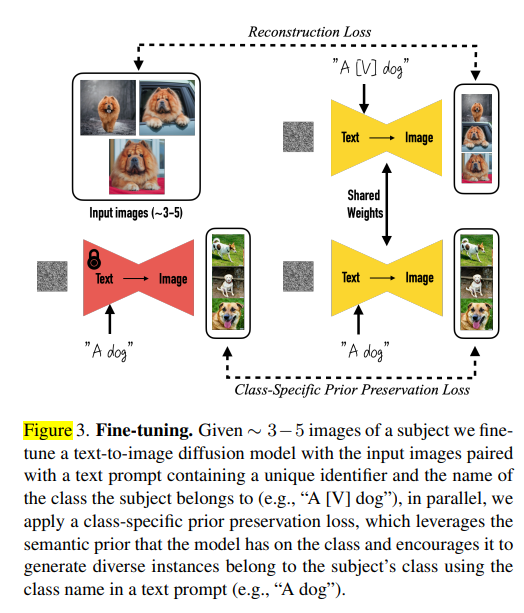 Reconstruction Loss
"A [V] dog"
Text → Image
Input images (~3-5)
Shared
Weights
Text → Image
Text → Image
"A dog"
"A dog"
Class-Specific Prior Preservation Loss
Figure 3. Fine-tuning. Given ∼ 3−5 images of a subject we fine-
tune a text-to-image diffusion model with the input images paired
with a text prompt containing a unique identifier and the name of
the class the subject belongs to (e.g., “A [V] dog”), in parallel, we
apply a class-specific prior preservation loss, which leverages the
semantic prior that the model has on the class and encourages it to
generate diverse instances belong to the subject’s class using the
class name in a text prompt (e.g., “A dog”).